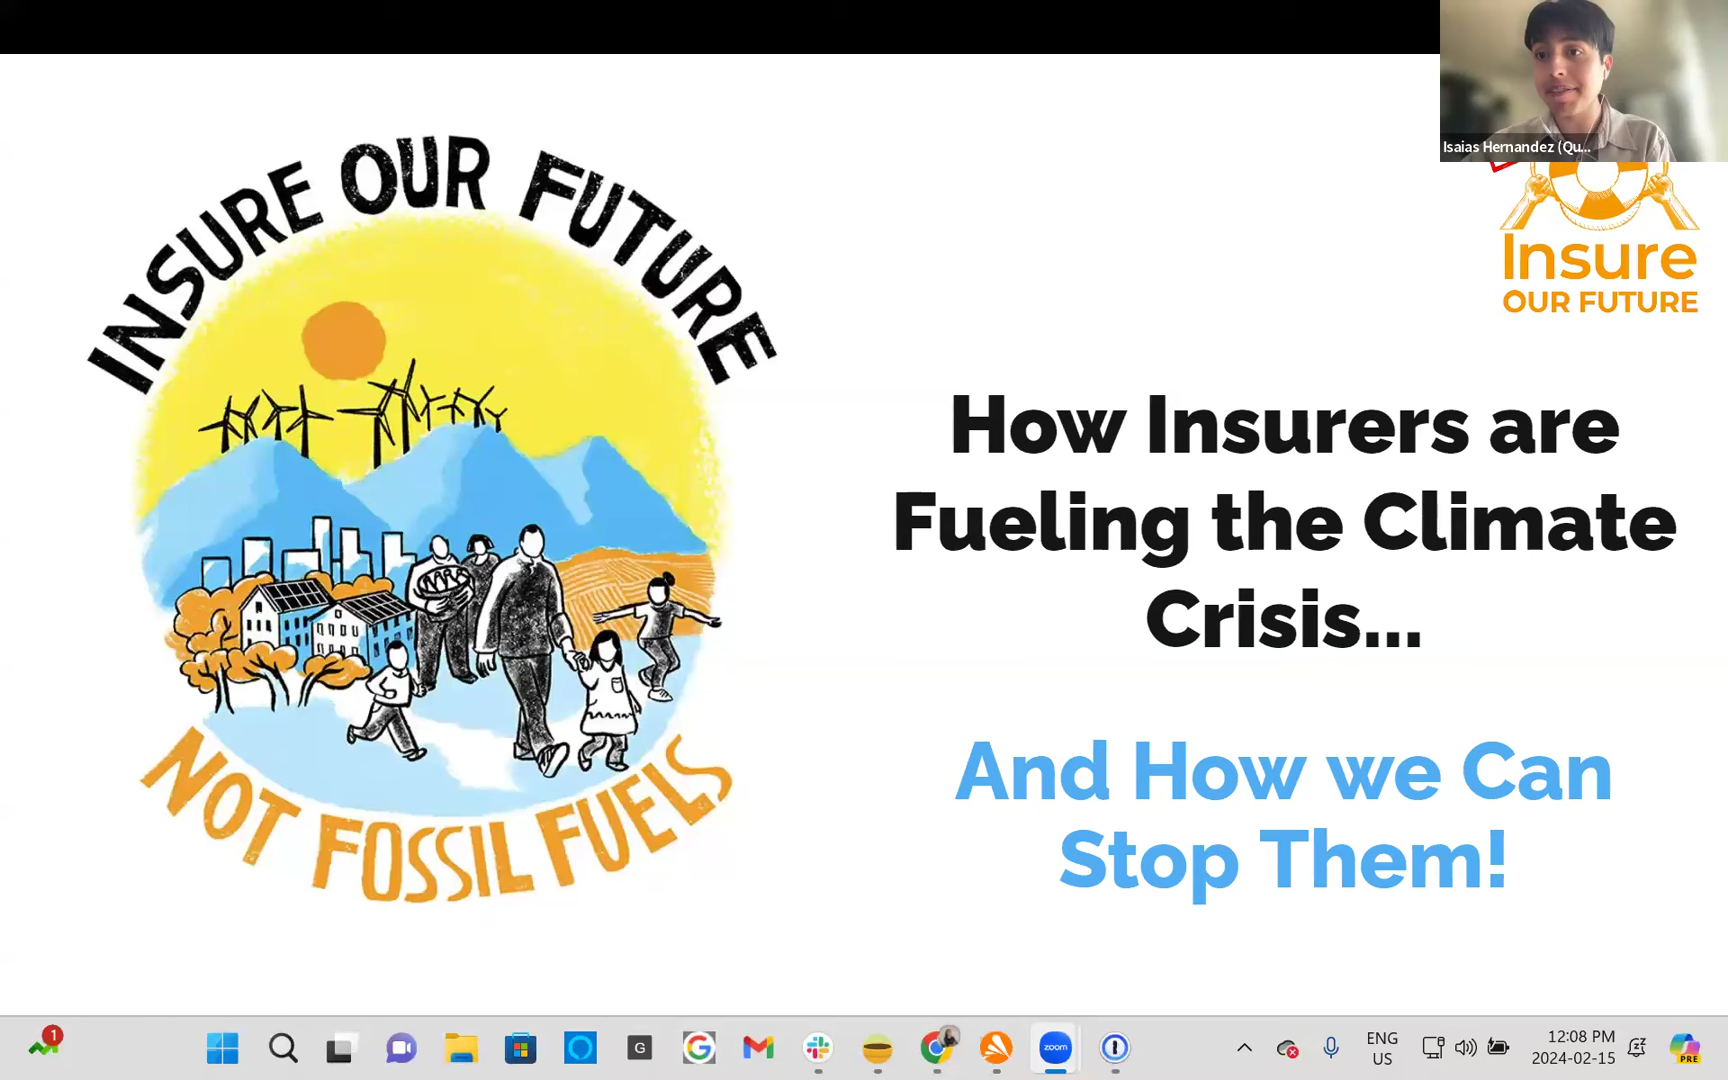 Isaias Hernandez (Qu...
INSURE OUR FUTURE
NOT FOSSIL FUELS
Insure
OUR FUTURE
How Insurers are
Fueling the Climate
Crisis...
And How we Can
Stop Them!
1
G
G
zoom
ENG
US
12:08 PM
2024-02-15
PRE